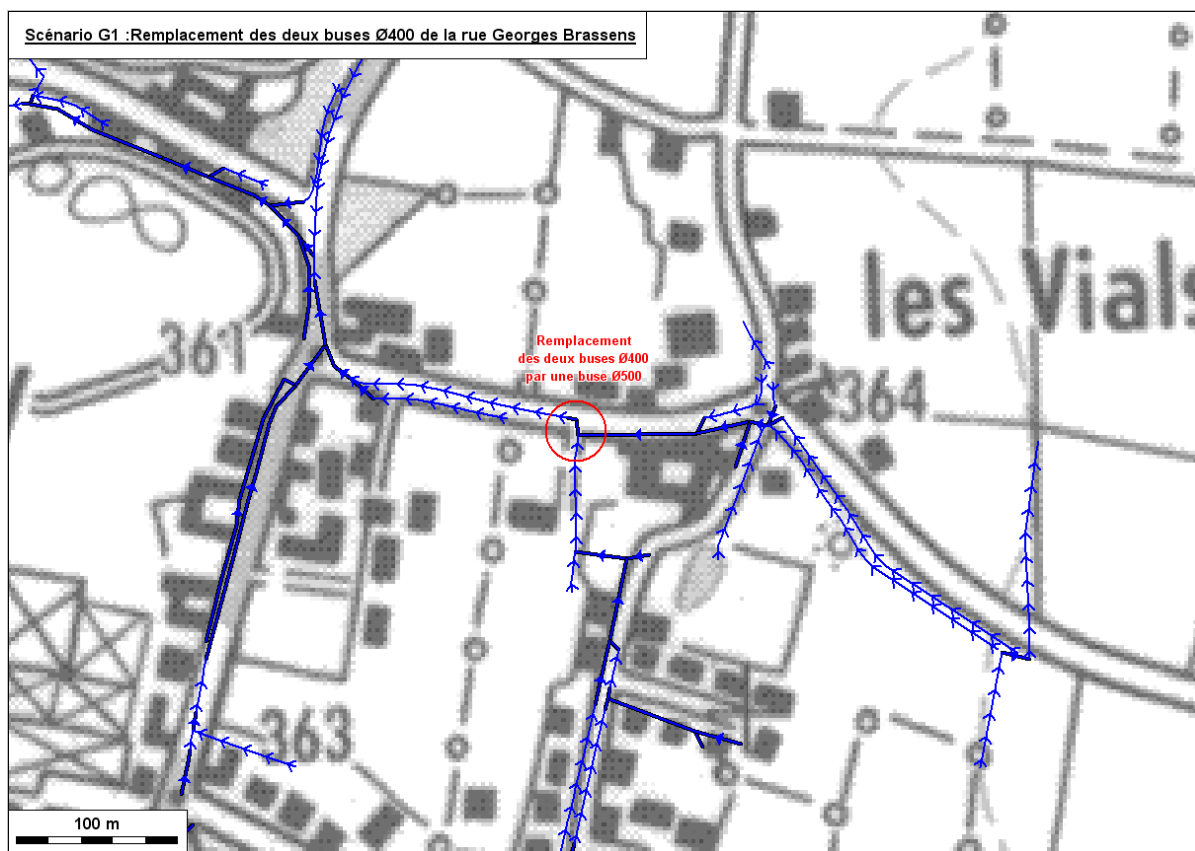 Scénario G1 :Remplacement des deux buses Ø400 de la rue Georges Brassens
les Vials
361
Remplacement
des deux buses Ø400
par une buse Ø500
364
363
100 m